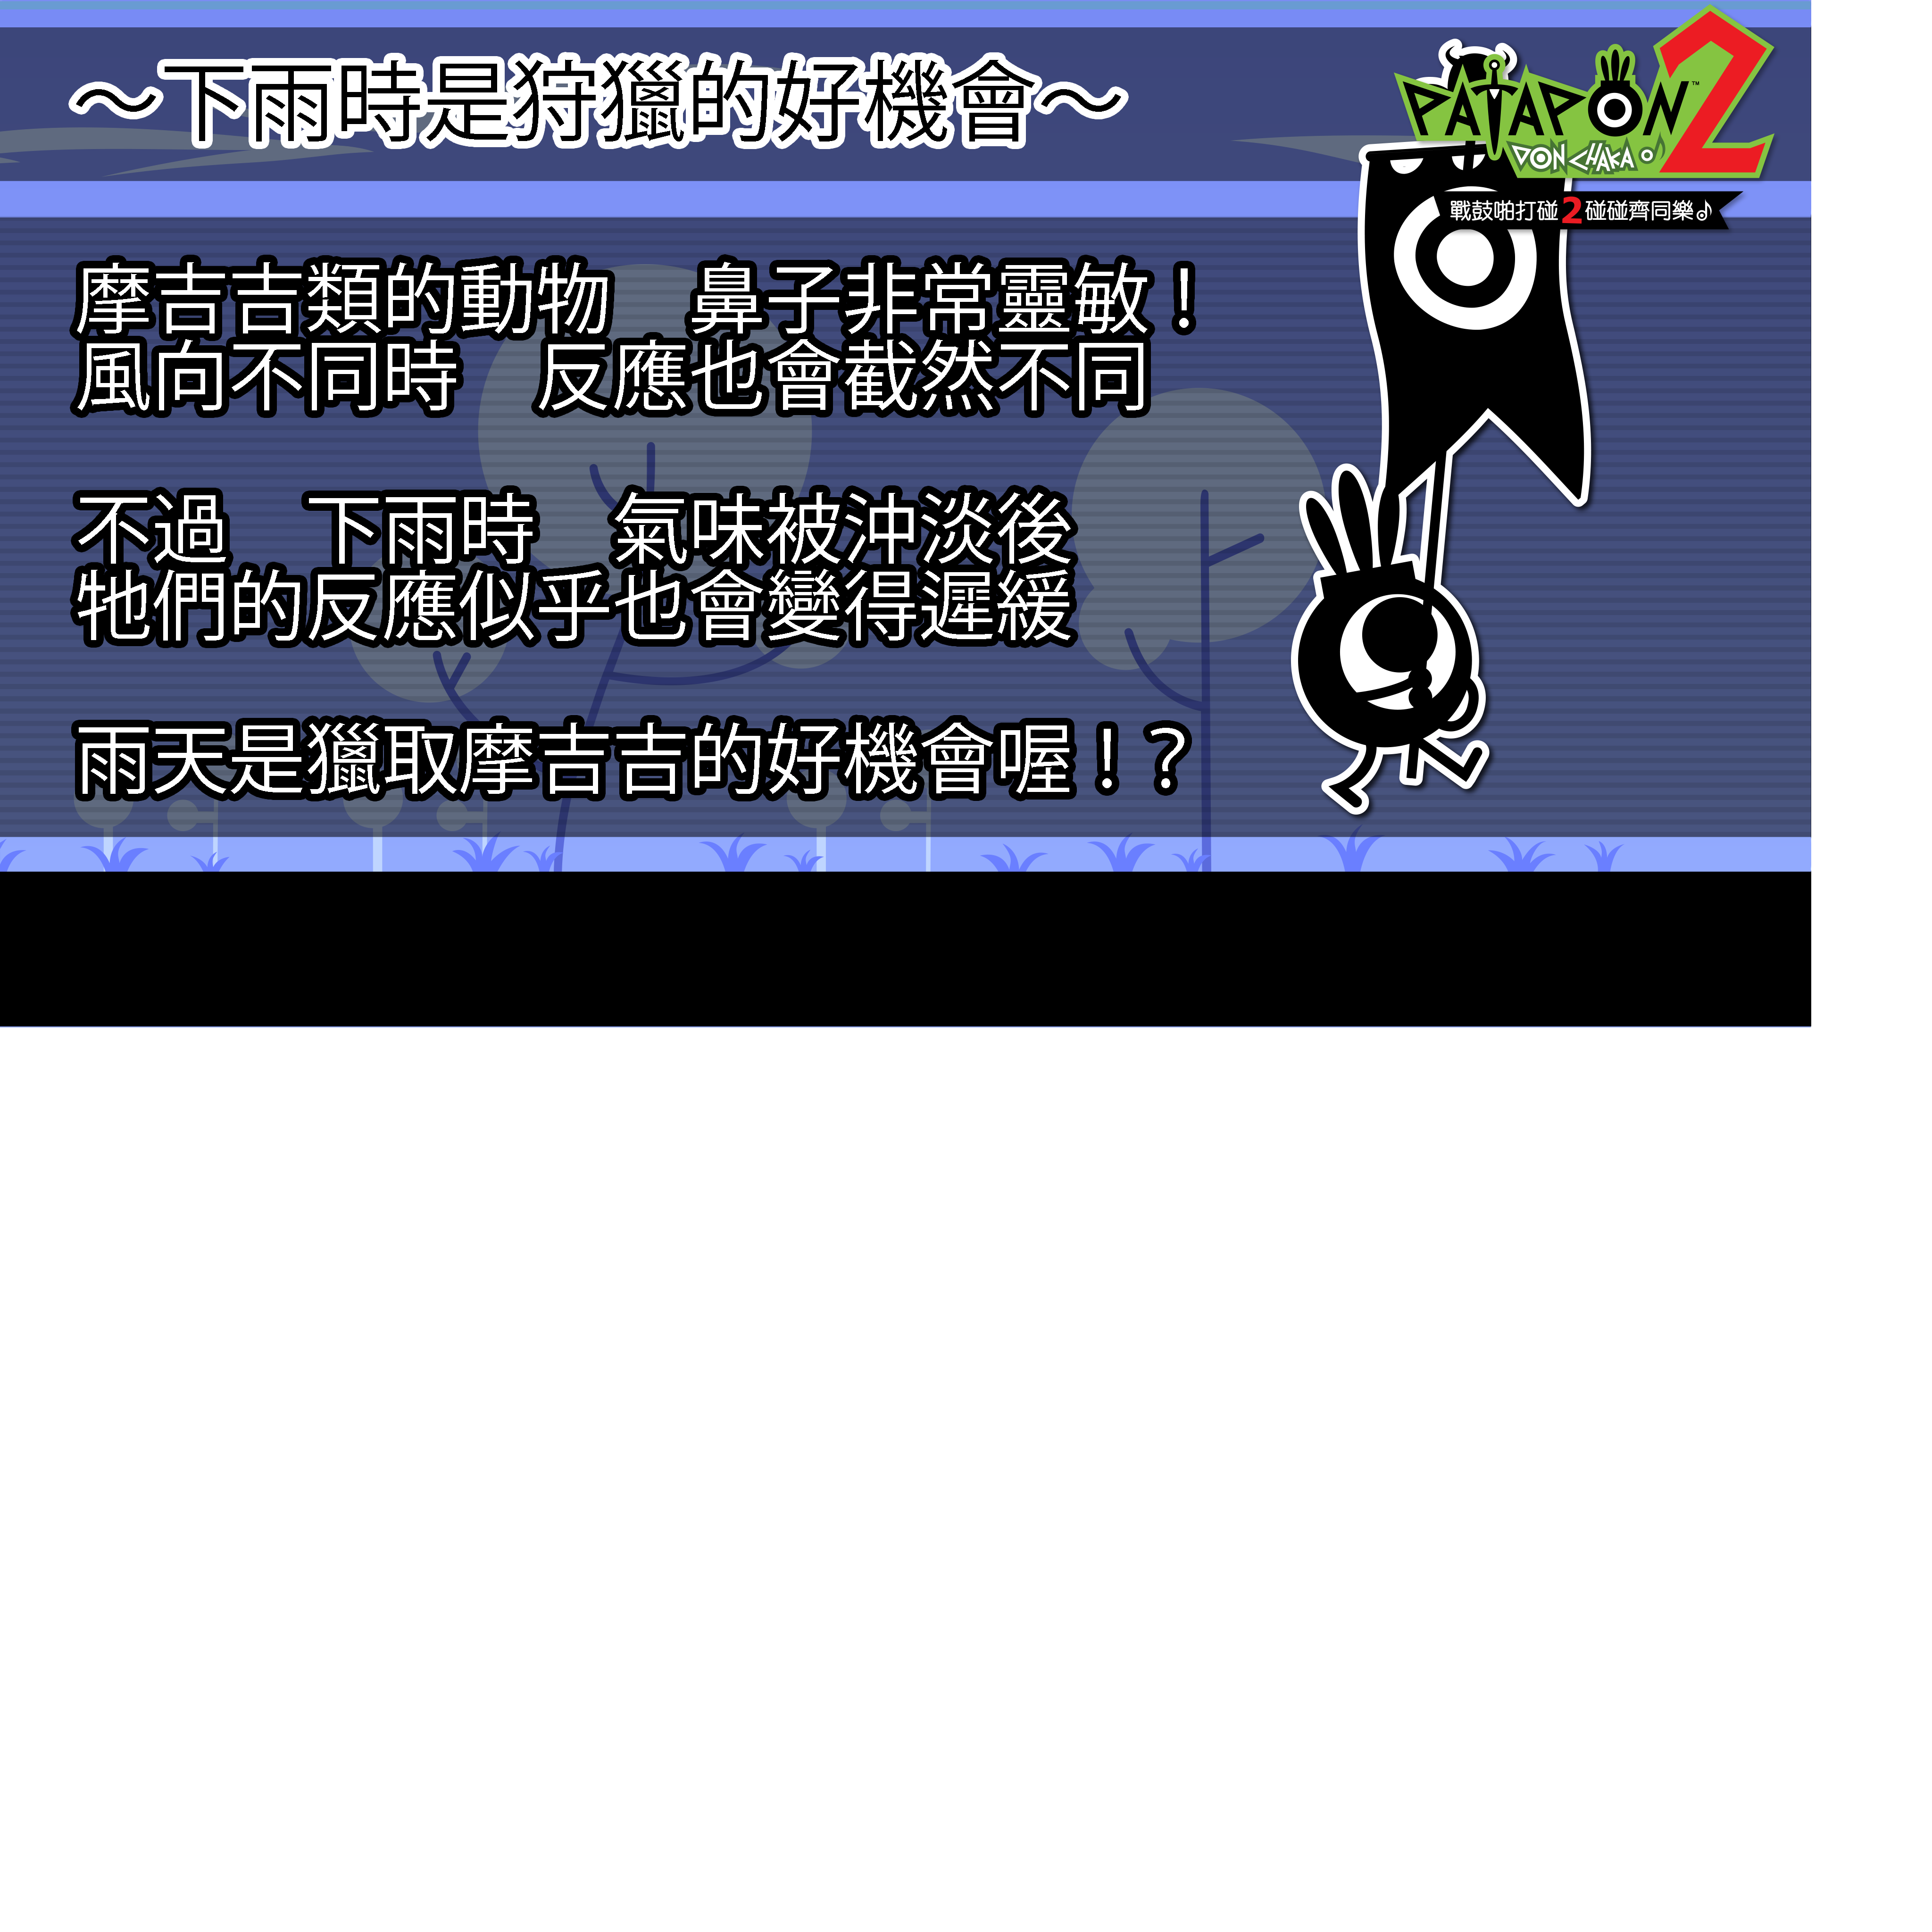 ～下雨時是狩獵的好機會～
PATAPON 2™
DON CHAKA♪
戰鼓啪打碰2碰碰齊同樂♪
摩吉吉類的動物　鼻子非常靈敏！
風向不同時　反應也會截然不同
不過　下雨時　氣味被沖淡後
牠們的反應似乎也會變得遲緩
雨天是獵取摩吉吉的好機會喔！？